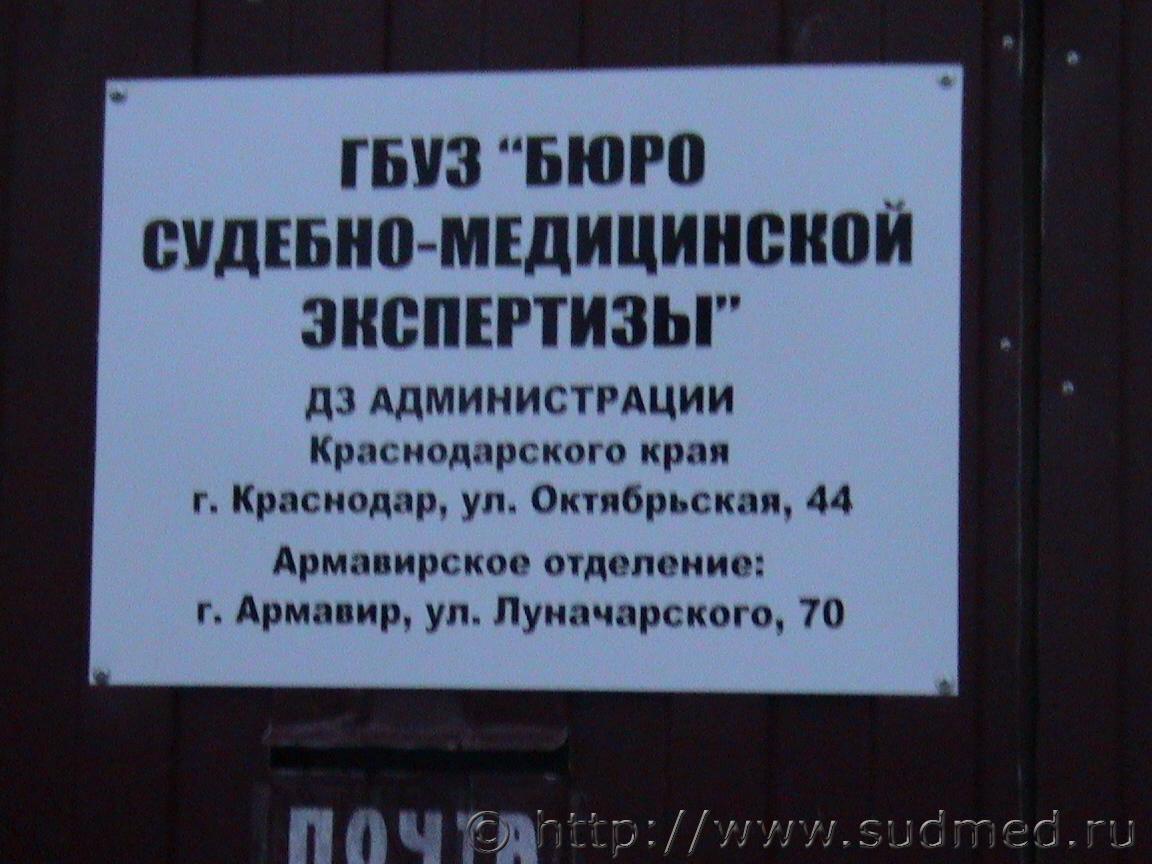 ГБУЗ “БЮРО
СУДЕБНО-МЕДИЦИНСКОЙ
ЭКСПЕРТИЗЫ”
ДЗ АДМИНИСТРАЦИИ
Краснодарского края
г. Краснодар, ул. Октябрьская, 44
Армавирское отделение:
г. Армавир, ул. Луначарского, 70
ПОЧТА
© http://www.sudmed.ru